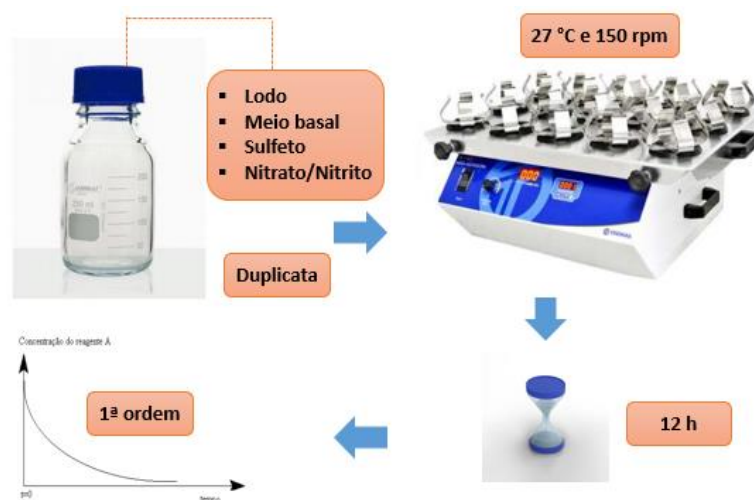 27 °C e 150 rpm
Lodo
Meio basal
Sulfeto
Nitrato/Nitrito
Duplicata
12 h
Concentração do reagente A
1ª ordem